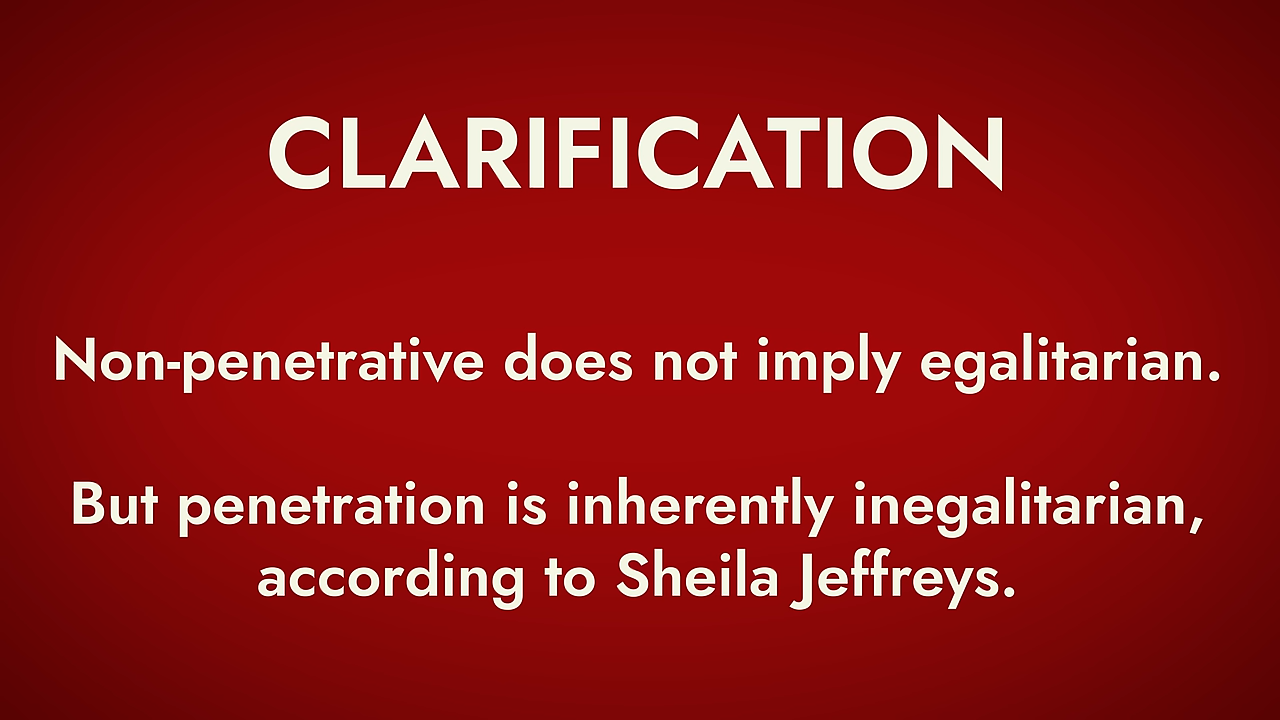 CLARIFICATION
Non-penetrative does not imply egalitarian.
But penetration is inherently inegalitarian,
according to Sheila Jeffreys.